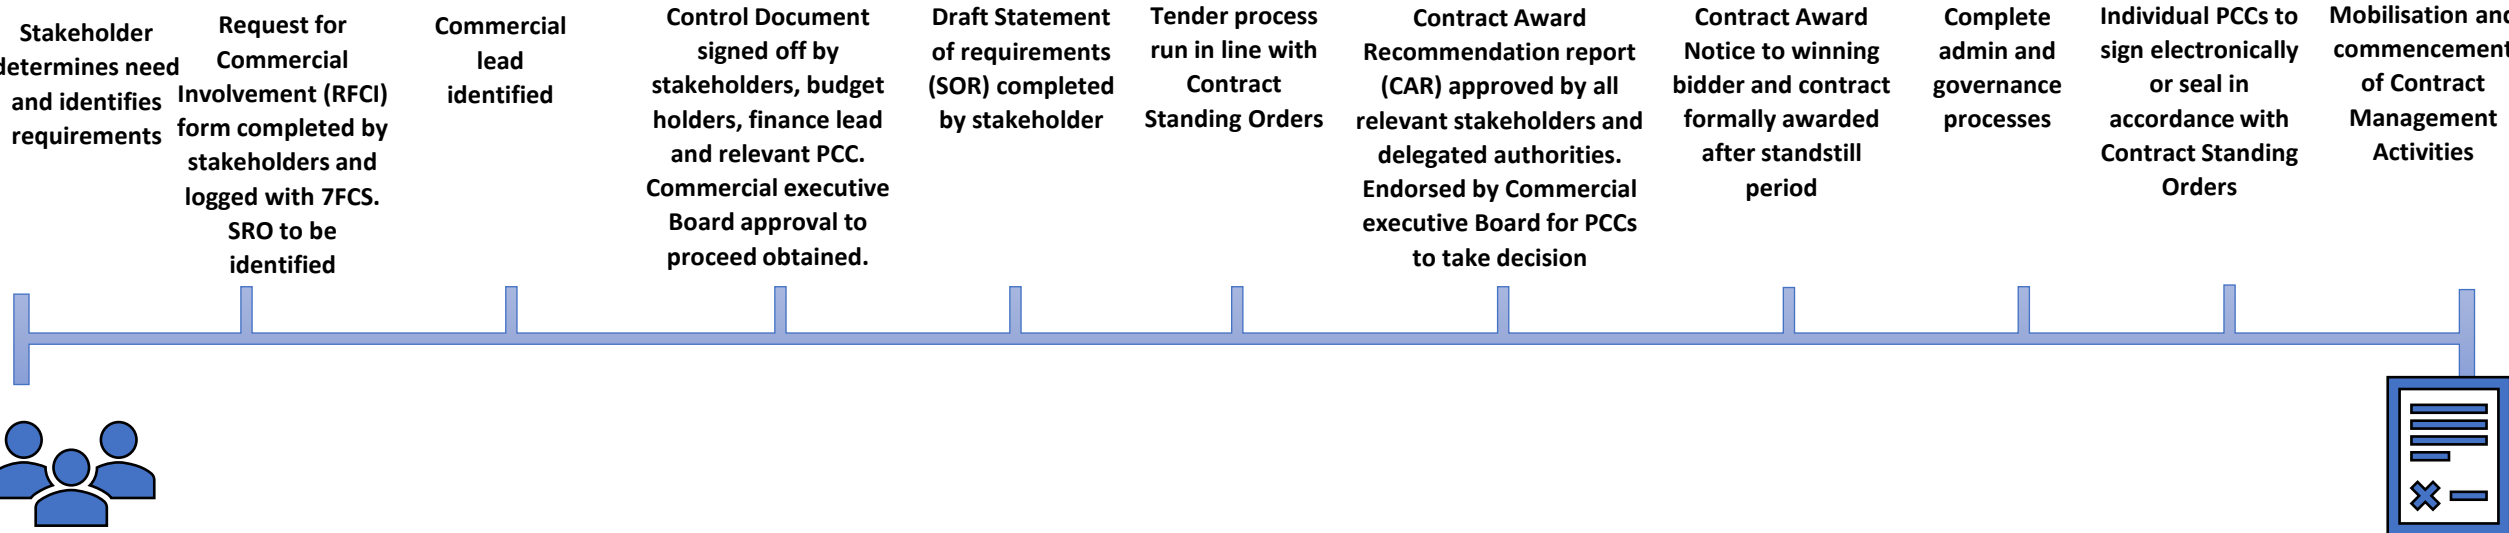 Stakeholder
determines need
and identifies
requirements
Request for
Commercial
Involvement (RFCI)
form completed by
stakeholders and
logged with 7FCS.
SRO to be
identified
Commercial
lead
identified
Control Document
signed off by
stakeholders, budget
holders, finance lead
and relevant PCC.
Commercial executive
Board approval to
proceed obtained.
Draft Statement
of requirements
(SOR) completed
by stakeholder
Tender process
run in line with
Contract
Standing Orders
Contract Award
Recommendation report
(CAR) approved by all
relevant stakeholders and
delegated authorities.
Endorsed by Commercial
executive Board for PCCs
to take decision
Contract Award
Notice to winning
bidder and contract
formally awarded
after standstill
period
Complete
admin and
governance
processes
Individual PCCs to
sign electronically
or seal in
accordance with
Contract Standing
Orders
Mobilisation and
commencement
of Contract
Management
Activities